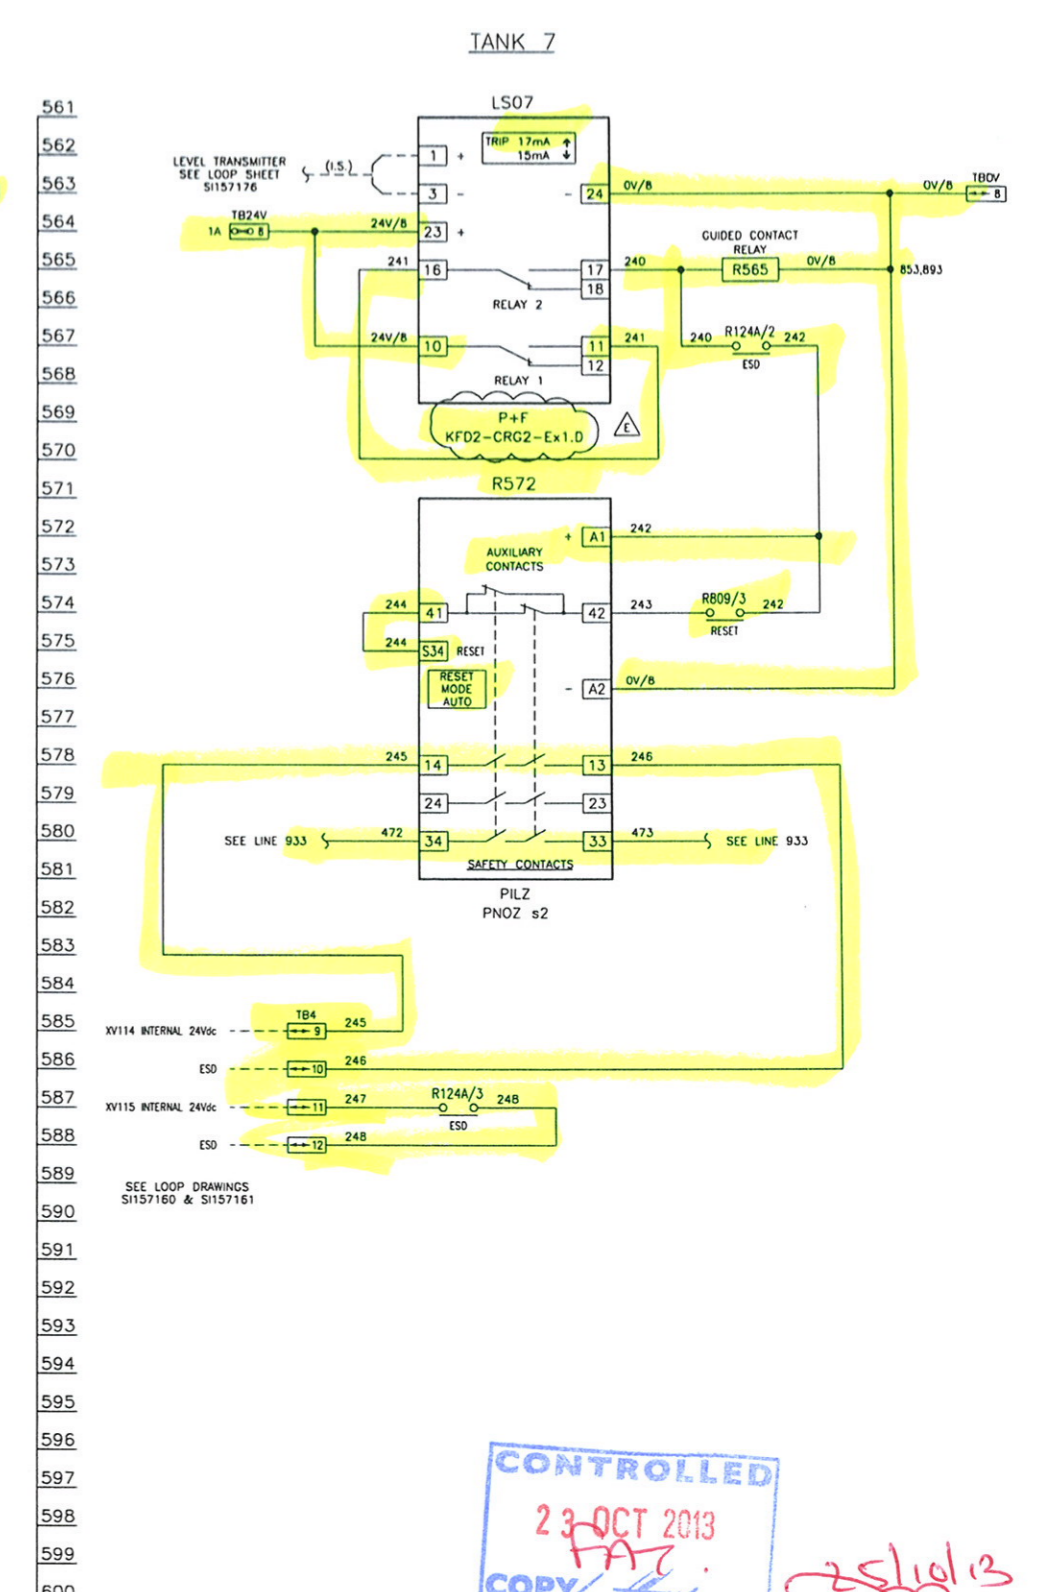 TANK 7
561
LS07
562
TRIP 17mA
15mA
LEVEL TRANSMITTER
SEE LOOP SHEET
SI157176
(I.S.)
1 +
563
3 -
- 24
0V/8
0V/8
TB0V
8
564
TB24V
1A 8
24V/8
23 +
GUIDED CONTACT
RELAY
565
241
16
17
240
R565
0V/8
853,893
18
566
RELAY 2
567
24V/8
10
11
241
240
R124A/2
242
12
ESD
568
RELAY 1
569
P+F
KFD2-CRG2-Ex1.D
E
570
R572
571
572
+ A1
242
AUXILIARY
CONTACTS
573
574
244
41
42
243
R809/3
242
RESET
575
244
S34 RESET
576
RESET
MODE
AUTO
- A2
0V/8
577
578
245
14
13
246
579
24
23
580
SEE LINE 933
472
34
33
473
SEE LINE 933
581
SAFETY CONTACTS
582
PILZ
PNOZ s2
583
584
TB4
585
XV114 INTERNAL 24Vdc
9
245
586
ESD
10
246
587
XV115 INTERNAL 24Vdc
11
247
R124A/3
248
ESD
588
ESD
12
248
589
SEE LOOP DRAWINGS
SI157160 & SI157161
590
591
592
593
594
595
596
597
CONTROLLED
598
23 OCT 2013
599
FAT.
25/10/13
600
COPY